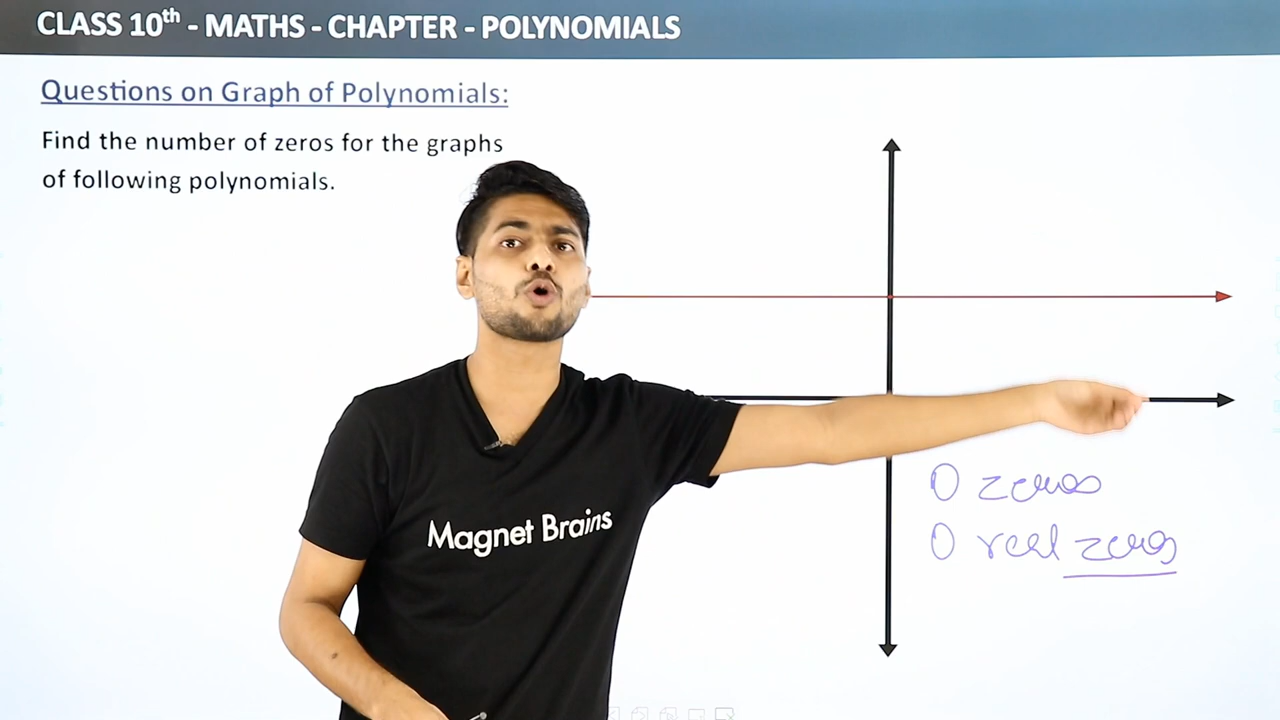 CLASS 10th - MATHS - CHAPTER - POLYNOMIALS
Questions on Graph of Polynomials:
Find the number of zeros for the graphs
of following polynomials.
Magnet Brains
0 zeros
0 real zeros